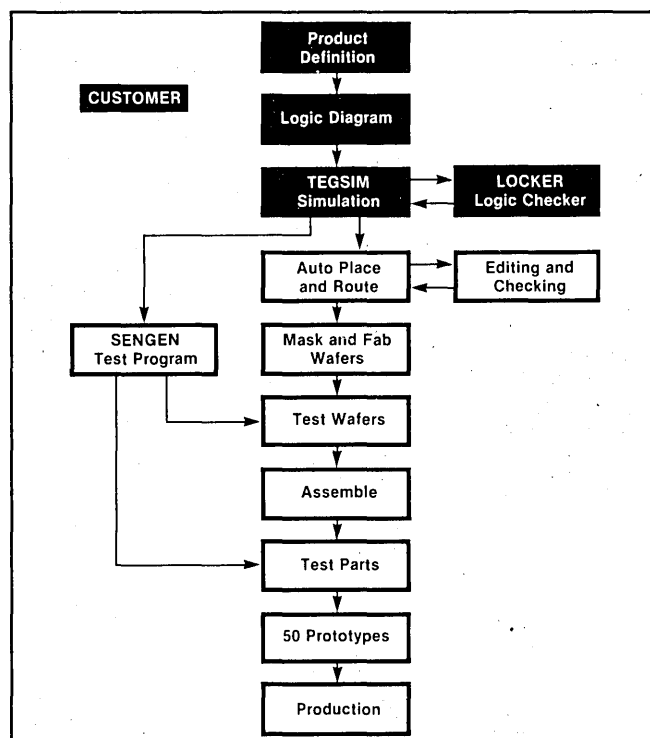 Product
Definition
CUSTOMER
Logic Diagram
TEGSIM
Simulation
LOCKER
Logic Checker
Auto Place
and Route
Editing and
Checking
SENGEN
Test Program
Mask and Fab
Wafers
Test Wafers
Assemble
Test Parts
50 Prototypes
Production